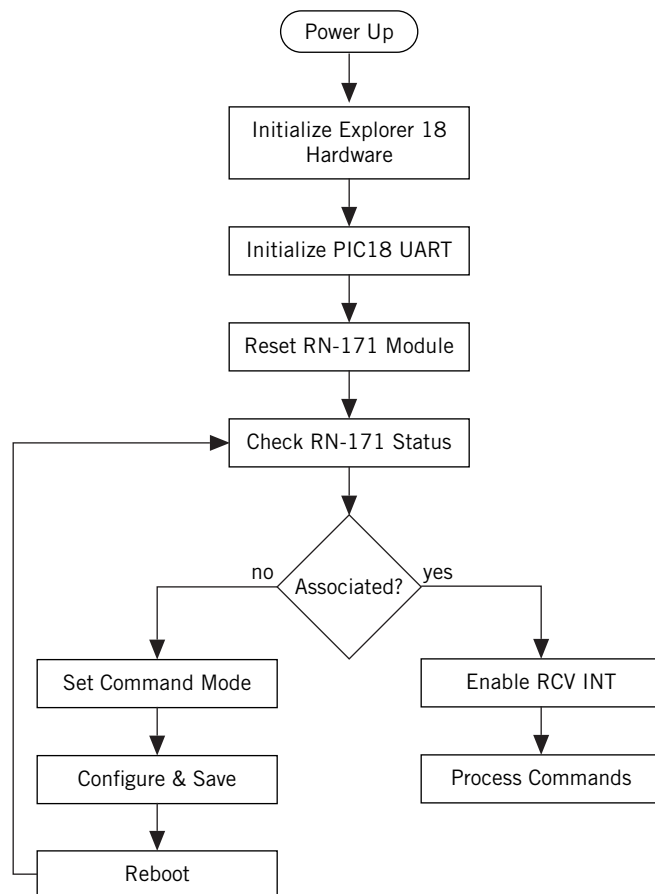 Power Up
Initialize Explorer 18
Hardware
Initialize PIC18 UART
Reset RN-171 Module
Check RN-171 Status
no
Associated?
yes
Set Command Mode
Enable RCV INT
Configure & Save
Process Commands
Reboot